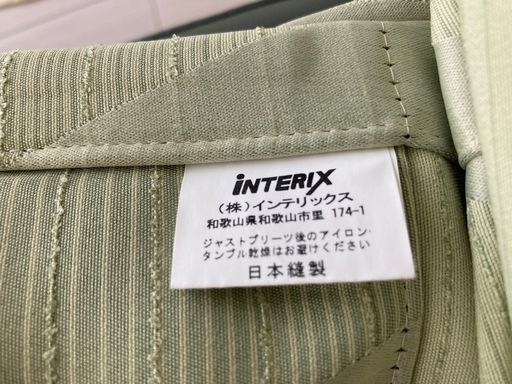 iNTERIX
(株)インテリックス
和歌山県和歌山市里 174-1
ジャストプリーツ後のアイロン・
タンブル乾燥はお避けください
日本縫製